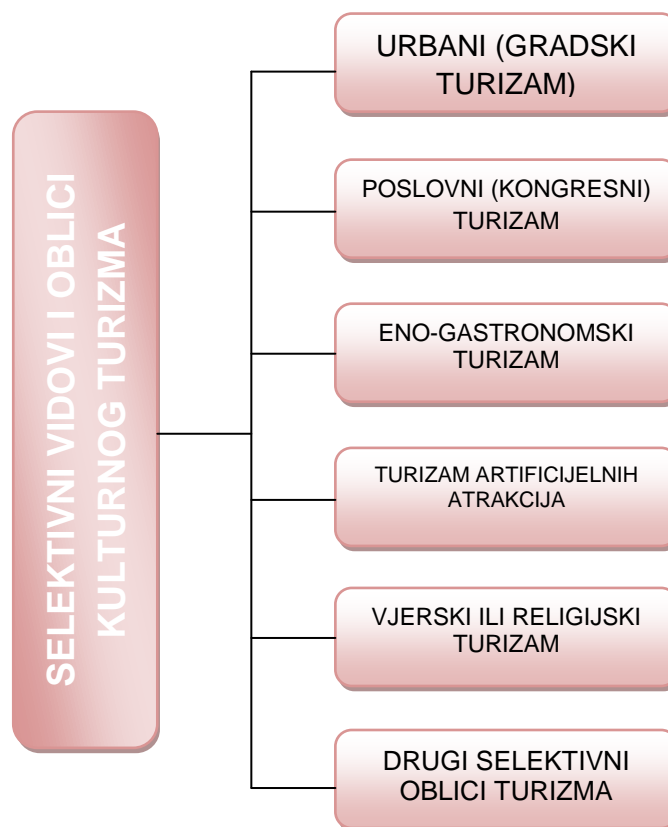 SELEKTIVNI VIDOVI I OBLICI
KULTURNOG TURIZMA
URBANI (GRADSKI
TURIZAM)
POSLOVNI (KONGRESNI)
TURIZAM
ENO-GASTRONOMSKI
TURIZAM
TURIZAM ARTIFICIJELNIH
ATRAKCIJA
VJERSKI ILI RELIGIJSKI
TURIZAM
DRUGI SELEKTIVNI
OBLICI TURIZMA